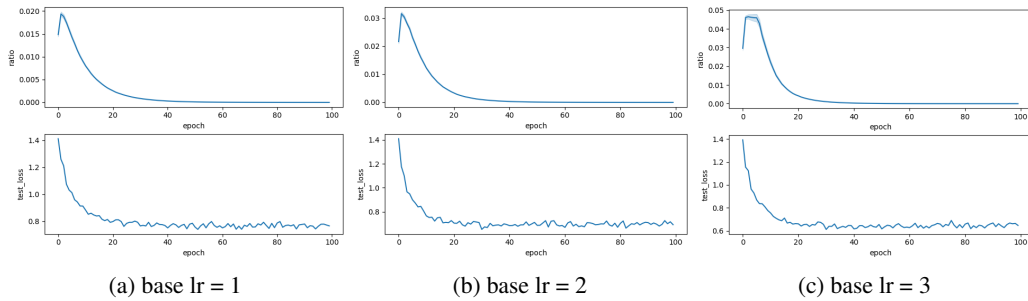 0.020
0.015
0.010
0.005
0.000
ratio
0 20 40 60 80 100
epoch
1.4
1.2
1.0
0.8
test_loss
0 20 40 60 80 100
epoch
(a) base lr = 1
0.03
0.02
0.01
0.00
ratio
0 20 40 60 80 100
epoch
1.4
1.2
1.0
0.8
test_loss
0 20 40 60 80 100
epoch
(b) base lr = 2
0.05
0.04
0.03
0.02
0.01
0.00
ratio
0 20 40 60 80 100
epoch
1.4
1.2
1.0
0.8
0.6
test_loss
0 20 40 60 80 100
epoch
(c) base lr = 3